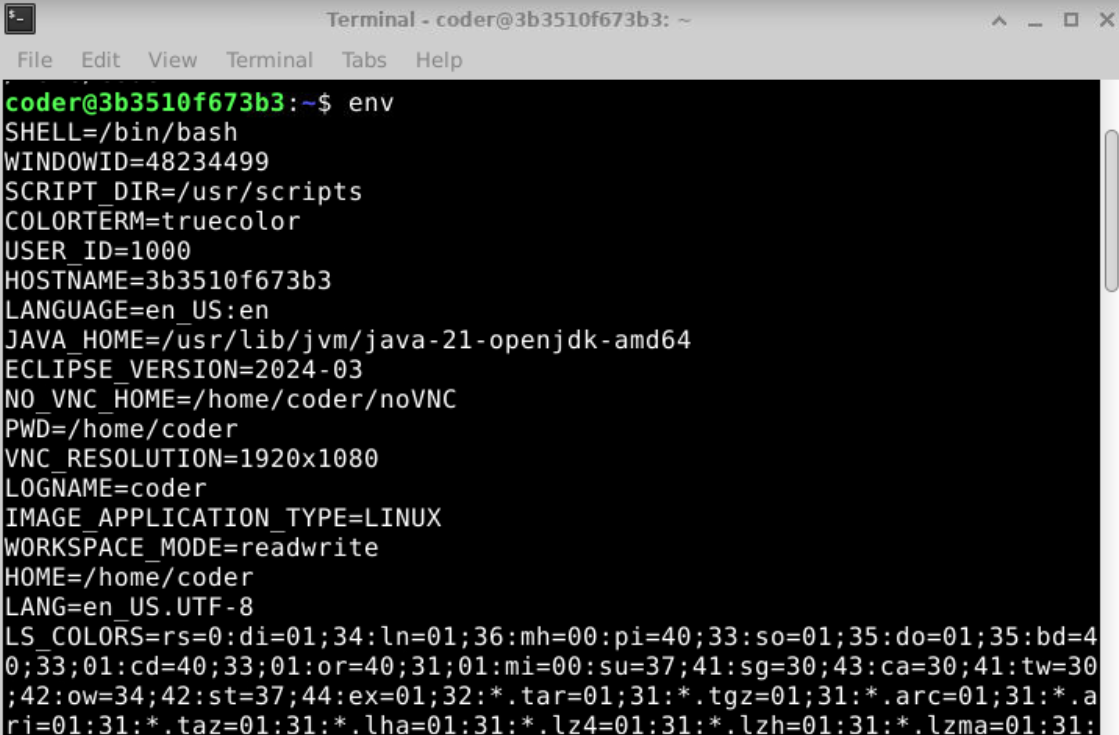 Terminal - coder@3b3510f673b3: ~
File Edit View Terminal Tabs Help
coder@3b3510f673b3:~$ env
SHELL=/bin/bash
WINDOWID=48234499
SCRIPT_DIR=/usr/scripts
COLORTERM=truecolor
USER_ID=1000
HOSTNAME=3b3510f673b3
LANGUAGE=en_US:en
JAVA_HOME=/usr/lib/jvm/java-21-openjdk-amd64
ECLIPSE_VERSION=2024-03
NO_VNC_HOME=/home/coder/noVNC
PWD=/home/coder
VNC_RESOLUTION=1920x1080
LOGNAME=coder
IMAGE_APPLICATION_TYPE=LINUX
WORKSPACE_MODE=readwrite
HOME=/home/coder
LANG=en_US.UTF-8
LS_COLORS=rs=0:di=01;34:ln=01;36:mh=00:pi=40;33:so=01;35:do=01;35:bd=4
0;33;01:cd=40;33;01:or=40;31;01:mi=00:su=37;41:sg=30;43:ca=30;41:tw=30
;42:ow=34;42:st=37;44:ex=01;32:*.tar=01;31:*.tgz=01;31:*.arc=01;31:*.a
rj=01;31:*.taz=01;31:*.lha=01;31:*.lz4=01;31:*.lzh=01;31:*.lzma=01;31: